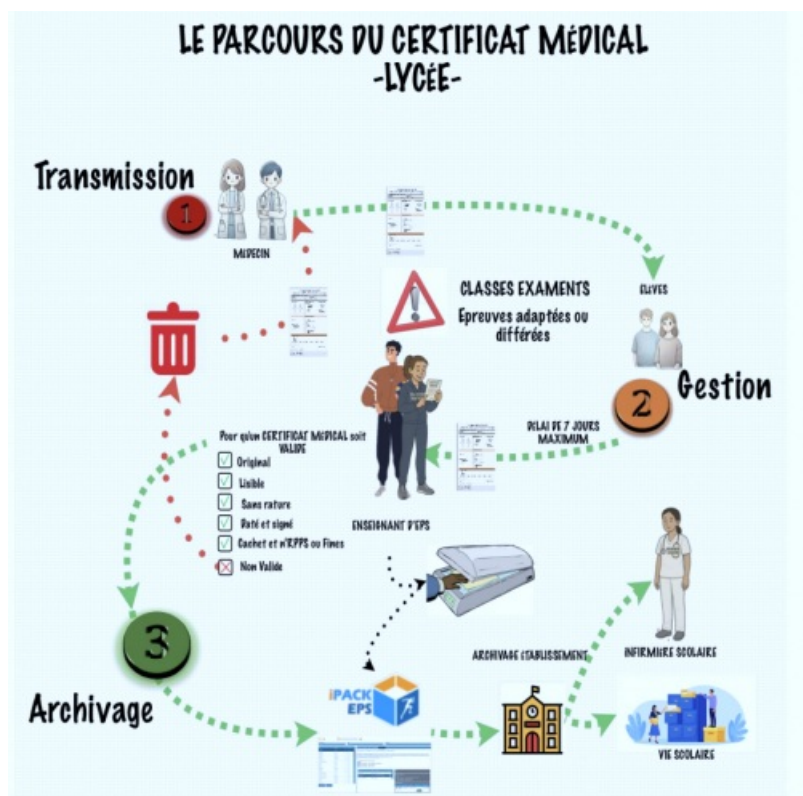 LE PARCOURS DU CERTIFICAT MÉDICAL
-LYCÉE-
Transmission
1
MEDECIN
CLASSES EXAMENTS
Epreuves adaptées ou
différées
ELEVES
Gestion
2
DELAI DE 7 JOURS
MAXIMUM
Pour qu'un CERTIFICAT MEDICAL soit
VALIDE
Original
Lisible
Sans rature
Daté et signé
Cachet et n°RPPS ou Fines
Non Valide
ENSEIGNANT D'EPS
3
Archivage
iPACK
EPS
ARCHIVAGE ETABLISSEMENT
INFIRMIERE SCOLAIRE
VIE SCOLAIRE